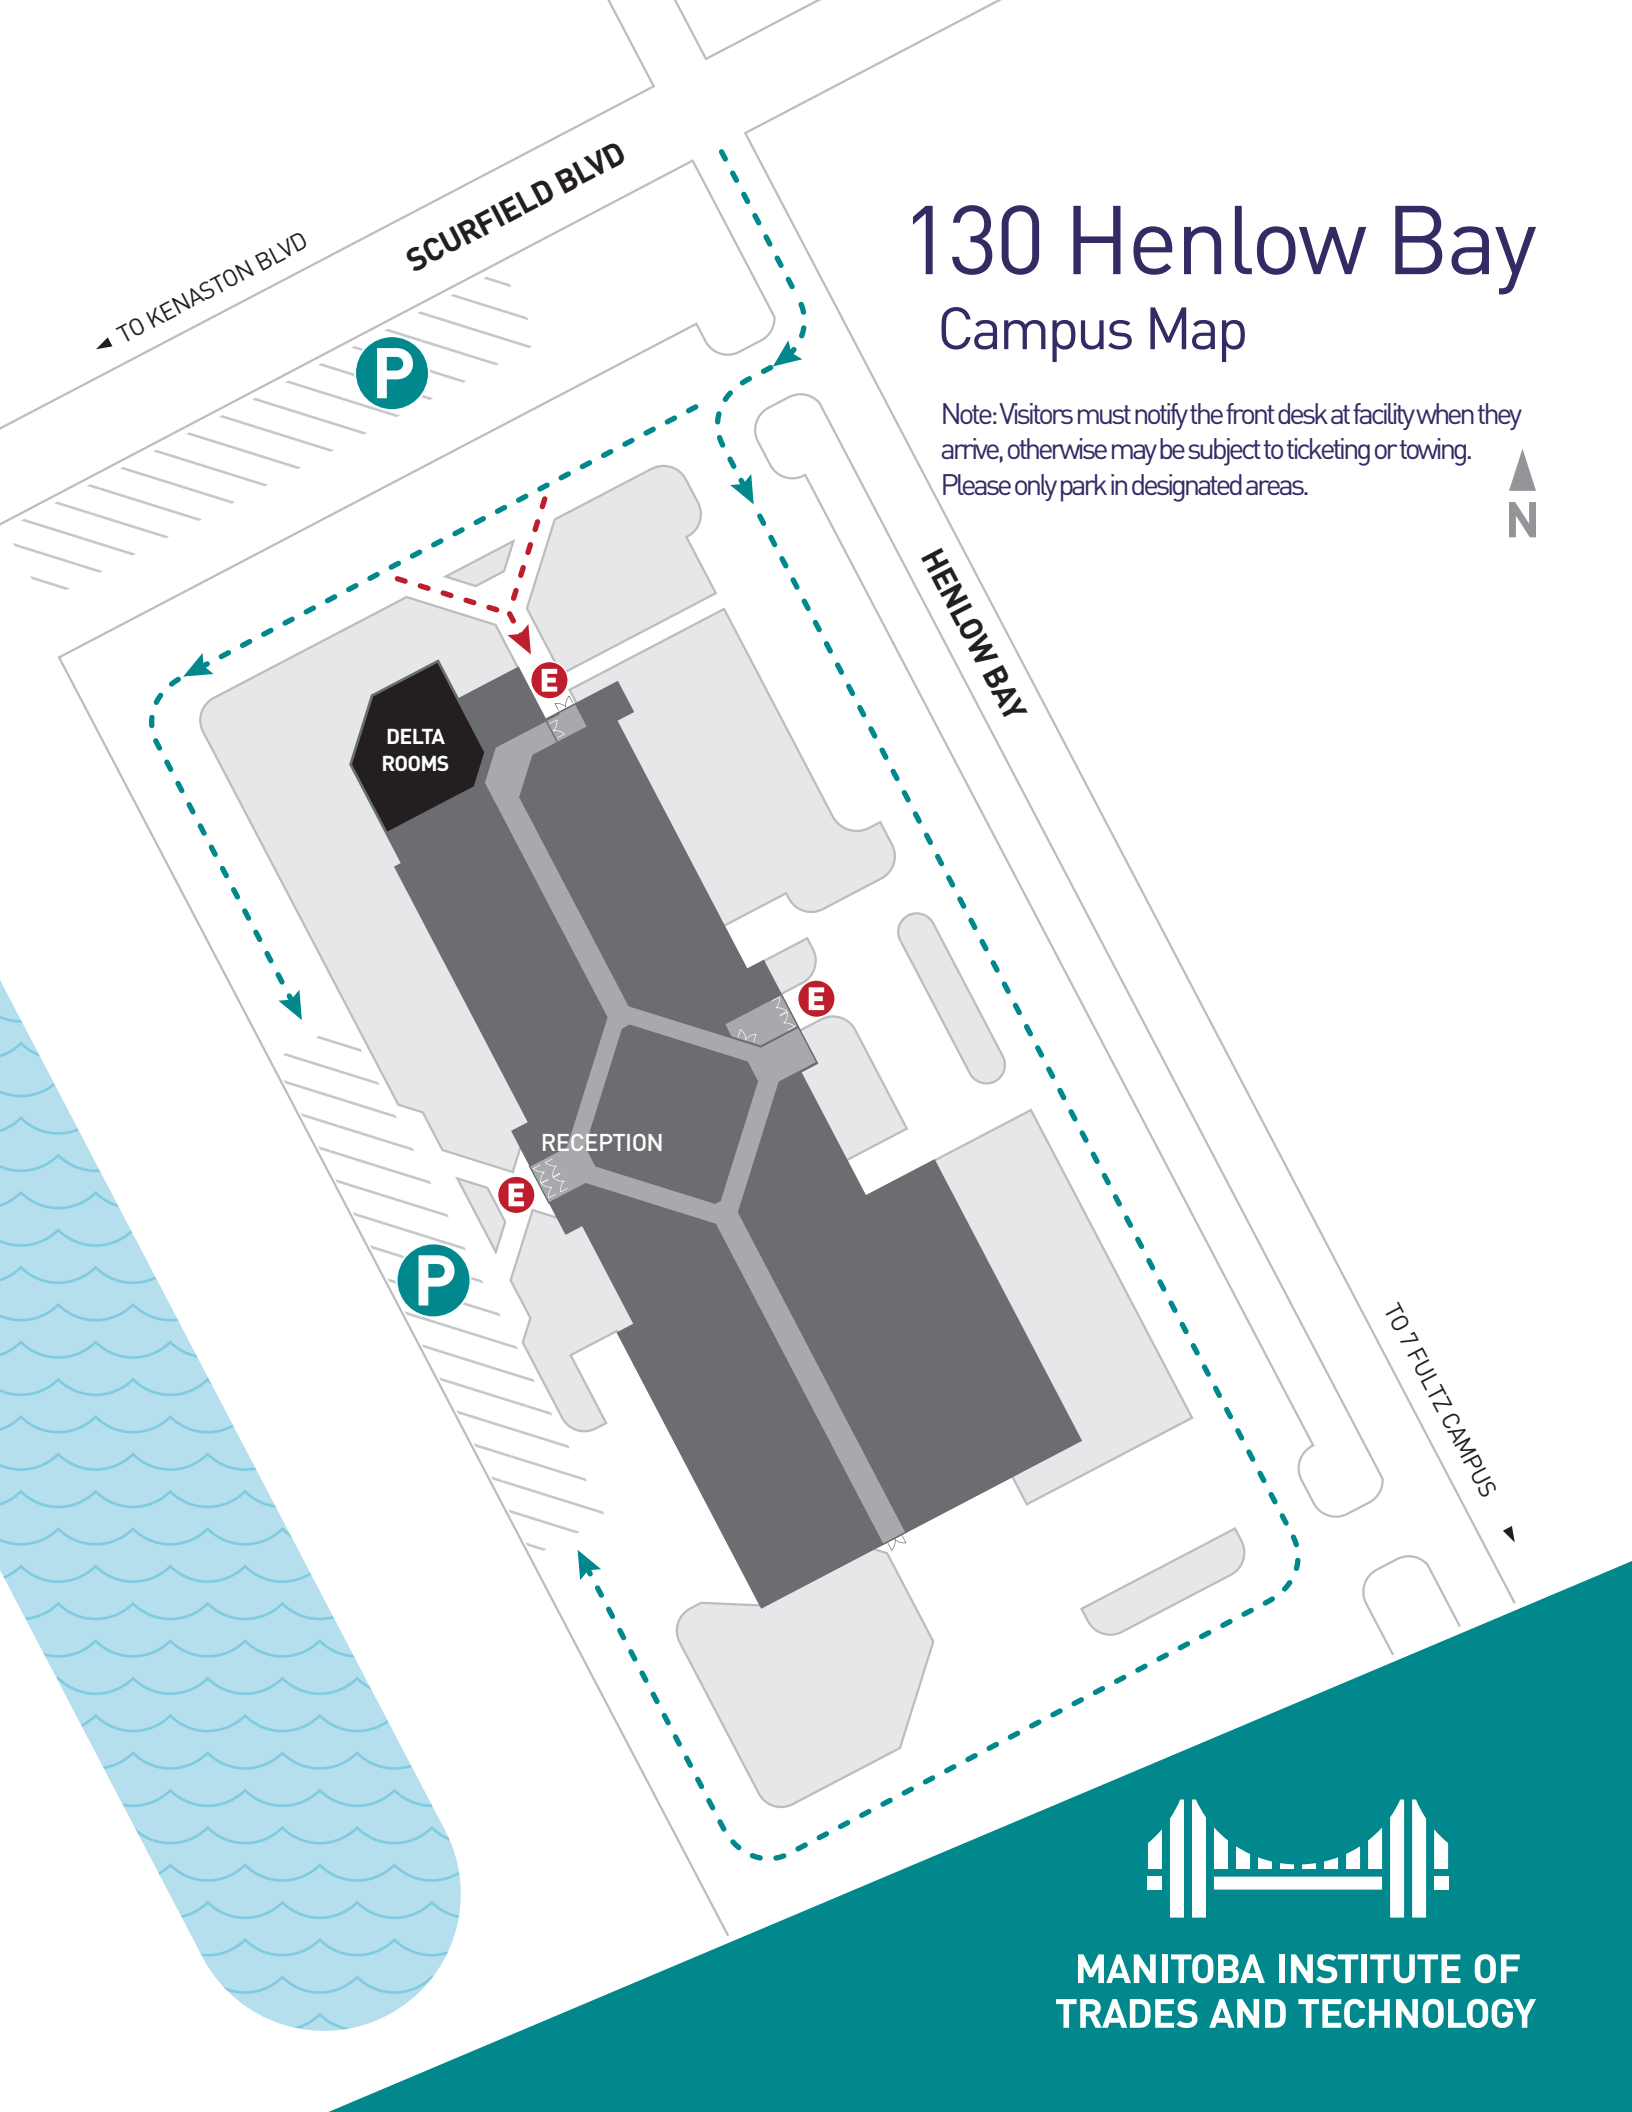 SCURFIELD BLVD
TO KENASTON BLVD
130 Henlow Bay
Campus Map
Note: Visitors must notify the front desk at facility when they
arrive, otherwise may be subject to ticketing or towing.
Please only park in designated areas.
N
P
HENLOW BAY
E
DELTA
ROOMS
E
RECEPTION
E
P
TO 7 FULTZ CAMPUS
MANITOBA INSTITUTE OF
TRADES AND TECHNOLOGY